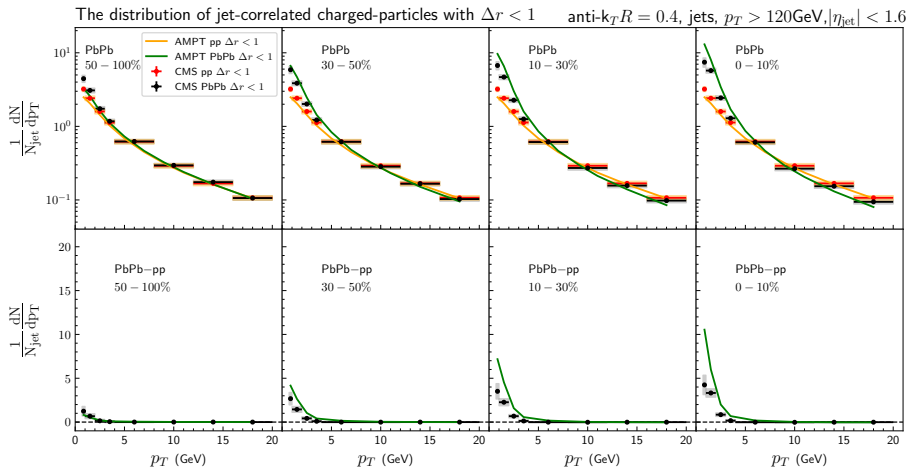 The distribution of jet-correlated charged-particles with Δr < 1    anti-k_T R = 0.4, jets, p_T > 120GeV,|η_jet| < 1.6
PbPb
50 − 100%
AMPT pp Δr < 1
AMPT PbPb Δr < 1
CMS pp Δr < 1
CMS PbPb Δr < 1
PbPb
30 − 50%
PbPb
10 − 30%
PbPb
0 − 10%
10^1
10^0
10^−1
1/N_jet dN/dp_T
PbPb−pp
50 − 100%
PbPb−pp
30 − 50%
PbPb−pp
10 − 30%
PbPb−pp
0 − 10%
20
15
10
5
0
1/N_jet dN/dp_T
0 5 10 15 20 5 10 15 20 5 10 15 20 5 10 15 20
p_T (GeV) p_T (GeV) p_T (GeV) p_T (GeV)